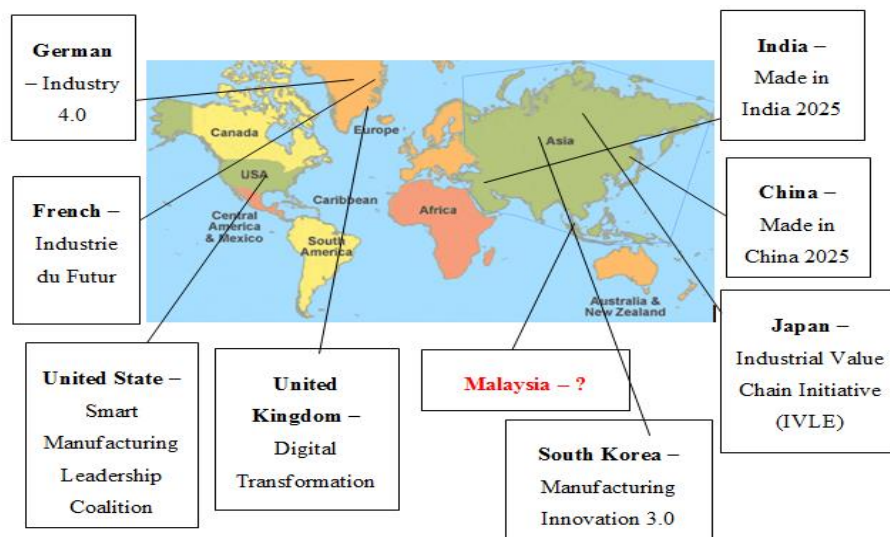 German
– Industry
4.0
India –
Made in
India 2025
Canada
Europe
Asia
USA
Caribbean
Central
America
& Mexico
Africa
South
America
Australia &
New Zealand
French –
Industrie
du Futur
China –
Made in
China 2025
United State –
Smart
Manufacturing
Leadership
Coalition
United
Kingdom –
Digital
Transformation
Malaysia – ?
South Korea –
Manufacturing
Innovation 3.0
Japan –
Industrial Value
Chain Initiative
(IVLE)